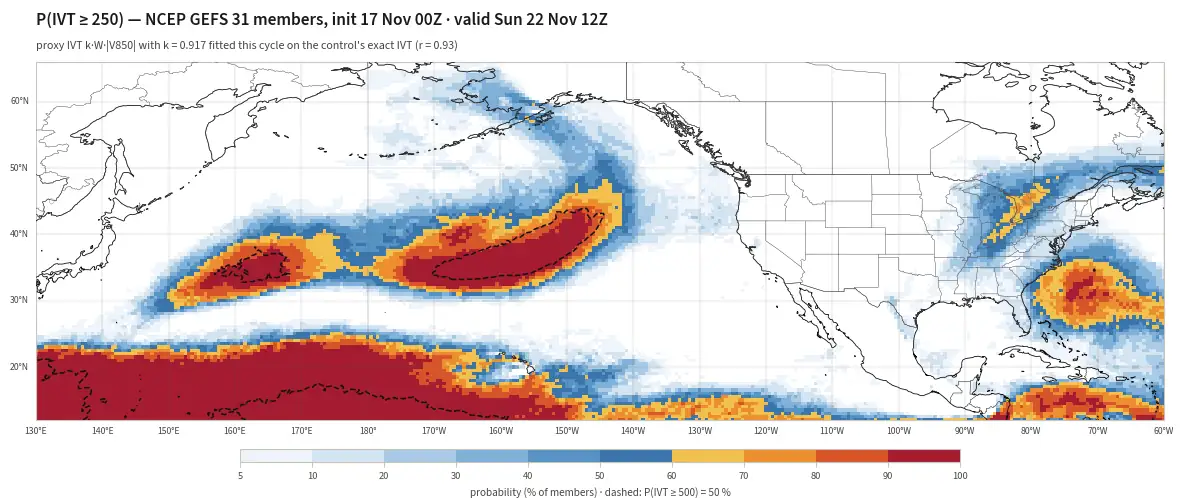 P(IVT ≥ 250) — NCEP GEFS 31 members, init 17 Nov 00Z · valid Sun 22 Nov 12Z
proxy IVT k·W·|V850| with k = 0.917 fitted this cycle on the control's exact IVT (r = 0.93)
60°N
50°N
40°N
30°N
20°N
130°E 140°E 150°E 160°E 170°E 180° 170°W 160°W 150°W 140°W 130°W 120°W 110°W 100°W 90°W 80°W 70°W 60°W
5 10 20 30 40 50 60 70 80 90 100
probability (% of members) · dashed: P(IVT ≥ 500) = 50 %